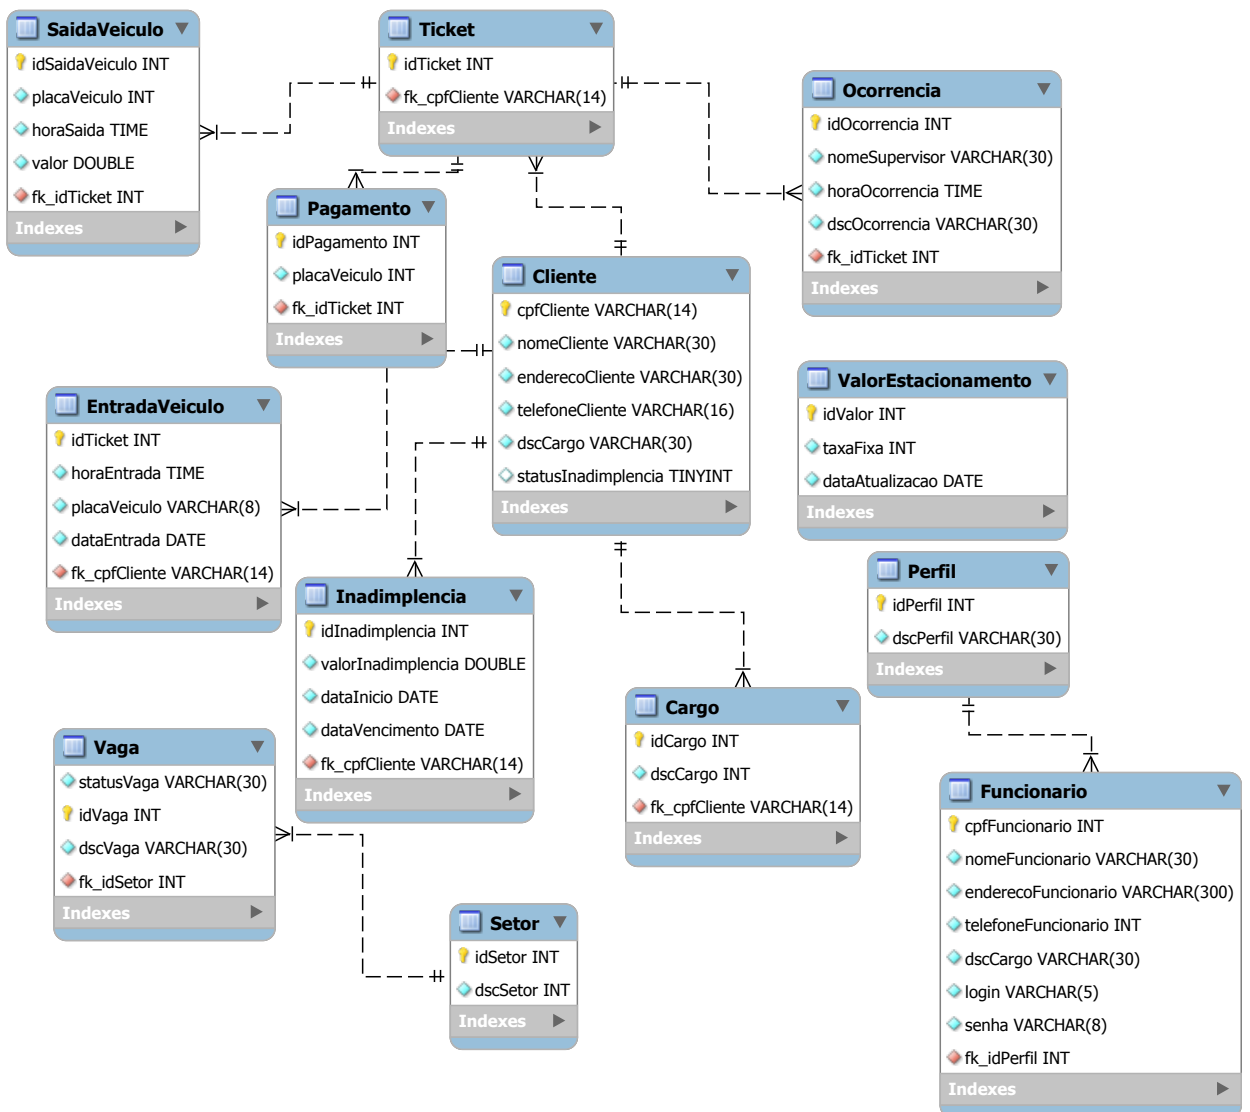 SaidaVeiculo
idSaidaVeiculo INT
placaVeiculo INT
horaSaida TIME
valor DOUBLE
fk_idTicket INT
Indexes
Ticket
idTicket INT
fk_cpfCliente VARCHAR(14)
Indexes
Ocorrencia
idOcorrencia INT
nomeSupervisor VARCHAR(30)
horaOcorrencia TIME
dscOcorrencia VARCHAR(30)
fk_idTicket INT
Indexes
Pagamento
idPagamento INT
placaVeiculo INT
fk_idTicket INT
Indexes
Cliente
cpfCliente VARCHAR(14)
nomeCliente VARCHAR(30)
enderecoCliente VARCHAR(30)
telefoneCliente VARCHAR(16)
dscCargo VARCHAR(30)
statusInadimplencia TINYINT
Indexes
ValorEstacionamento
idValor INT
taxaFixa INT
dataAtualizacao DATE
Indexes
EntradaVeiculo
idTicket INT
horaEntrada TIME
placaVeiculo VARCHAR(8)
dataEntrada DATE
fk_cpfCliente VARCHAR(14)
Indexes
Inadimplencia
idInadimplencia INT
valorInadimplencia DOUBLE
dataInicio DATE
dataVencimento DATE
fk_cpfCliente VARCHAR(14)
Indexes
Perfil
idPerfil INT
dscPerfil VARCHAR(30)
Indexes
Cargo
idCargo INT
dscCargo INT
fk_cpfCliente VARCHAR(14)
Indexes
Vaga
statusVaga VARCHAR(30)
idVaga INT
dscVaga VARCHAR(30)
fk_idSetor INT
Indexes
Funcionario
cpfFuncionario INT
nomeFuncionario VARCHAR(30)
enderecoFuncionario VARCHAR(300)
telefoneFuncionario INT
dscCargo VARCHAR(30)
login VARCHAR(5)
senha VARCHAR(8)
fk_idPerfil INT
Indexes
Setor
idSetor INT
dscSetor INT
Indexes